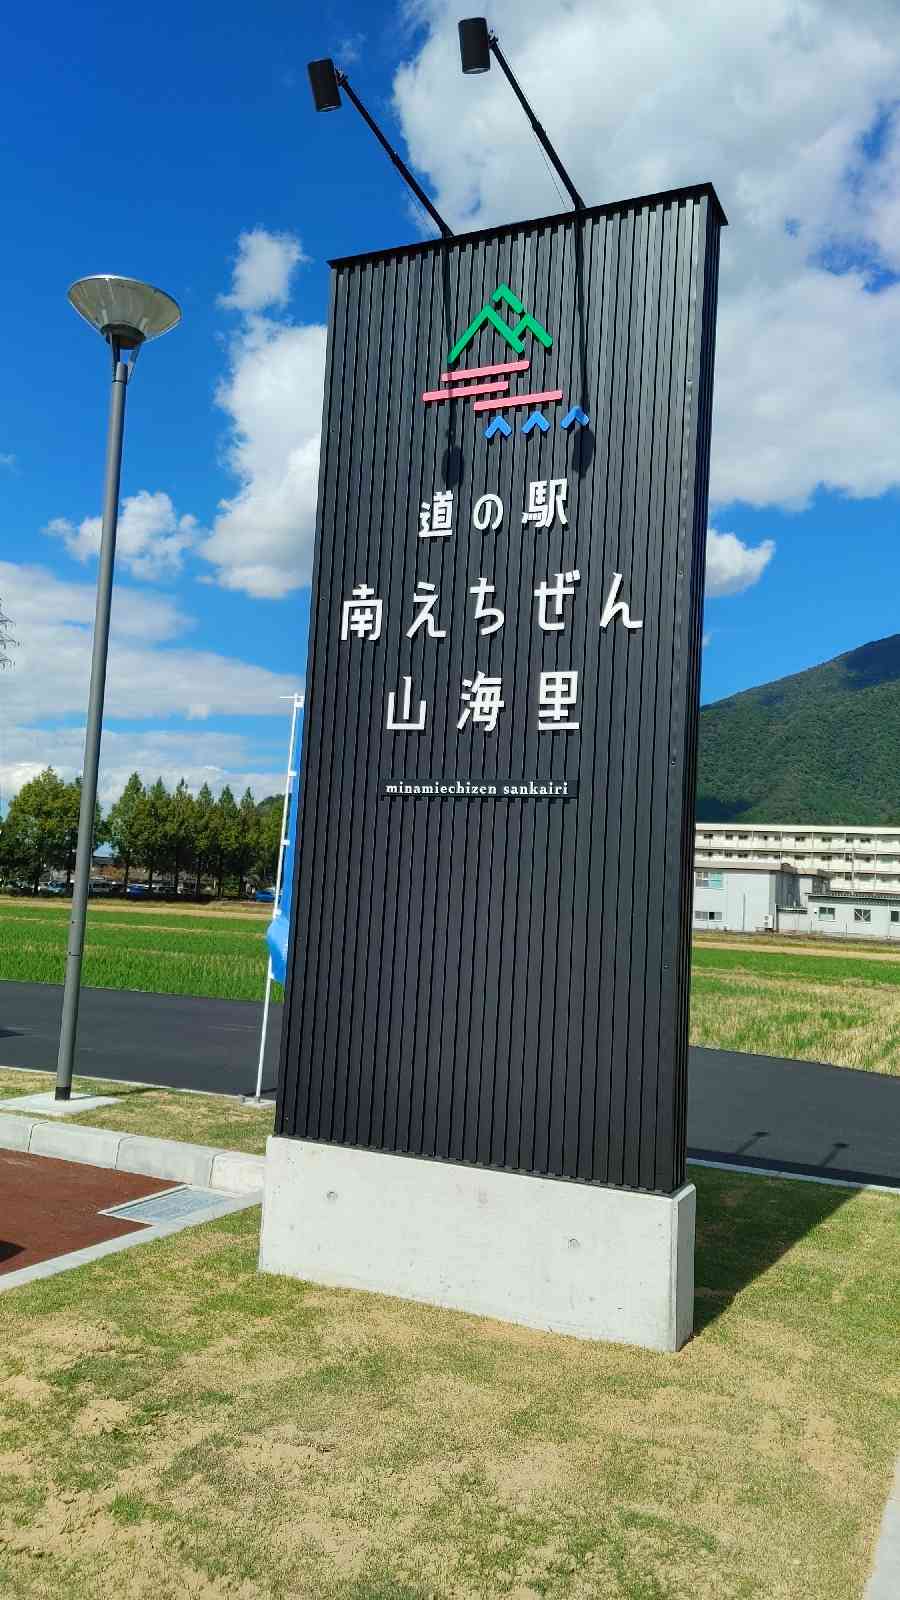 道の駅
南えちぜん
山海里
minamiechizen sankairi